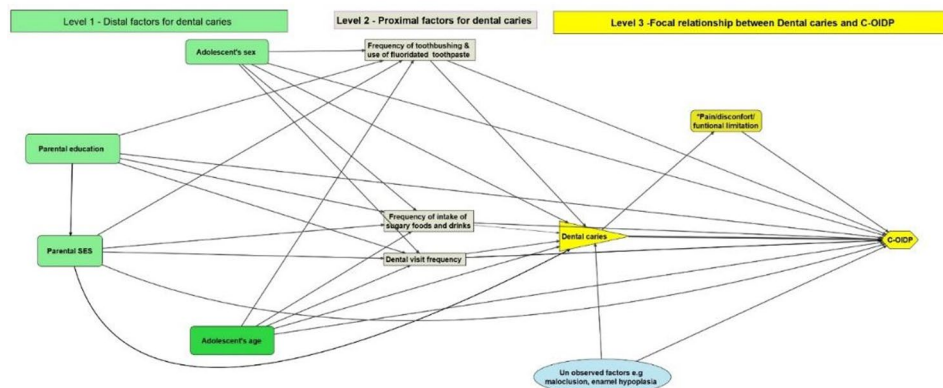 Level 1 - Distal factors for dental caries
Level 2 - Proximal factors for dental caries
Level 3 -Focal relationship between Dental caries and C-OIDP
Adolescent's sex
Frequency of toothbushing &
use of fluoridated toothpaste
*Pain/disconfort/
funtional limitation
Parental education
Frequency of intake of
sugary foods and drinks
Dental caries
C-OIDP
Parental SES
Dental visit frequency
Adolescent's age
Un observed factors e.g
maloclusion, enamel hypoplasia